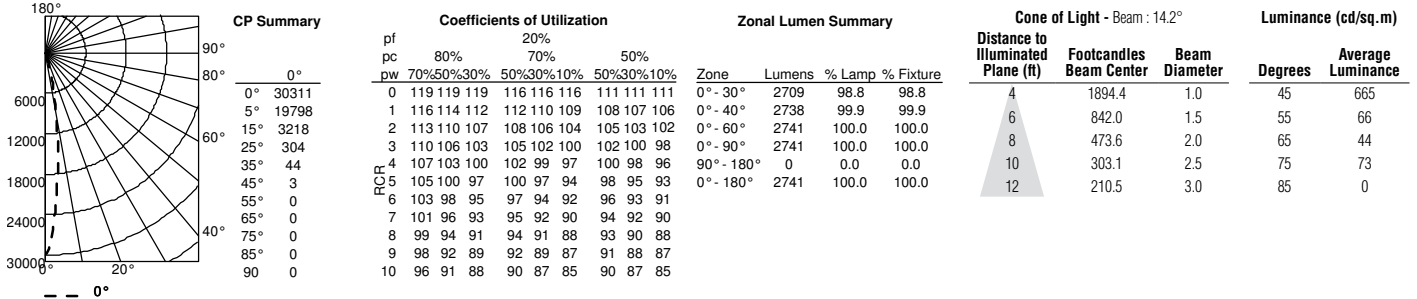 180°
90°
80°
60°
40°
6000
12000
18000
24000
30000
0°
20°
0°
CP Summary
0°
0° 30311
5° 19798
15° 3218
25° 304
35° 44
45° 3
55° 0
65° 0
75° 0
85° 0
90 0
Coefficients of Utilization
pf 20%
pc 80% 70% 50%
pw 70%50%30% 50%30%10% 50%30%10%
RCR
0 119 119 119 116 116 116 111 111 111
1 116 114 112 112 110 109 108 107 106
2 113 110 107 108 106 104 105 103 102
3 110 106 103 105 102 100 102 100 98
4 107 103 100 102 99 97 100 98 96
5 105 100 97 100 97 94 98 95 93
6 103 98 95 97 94 92 96 93 91
7 101 96 93 95 92 90 94 92 90
8 99 94 91 94 91 88 93 90 88
9 98 92 89 92 89 87 91 88 87
10 96 91 88 90 87 85 90 87 85
Zonal Lumen Summary
Zone Lumens % Lamp % Fixture
0°- 30° 2709 98.8 98.8
0°- 40° 2738 99.9 99.9
0°- 60° 2741 100.0 100.0
0°- 90° 2741 100.0 100.0
90°- 180° 0 0.0 0.0
0°- 180° 2741 100.0 100.0
Cone of Light - Beam : 14.2°
Distance to
Illuminated Footcandles Beam
Plane (ft) Beam Center Diameter
4 1894.4 1.0
6 842.0 1.5
8 473.6 2.0
10 303.1 2.5
12 210.5 3.0
Luminance (cd/sq.m)
Average
Degrees Luminance
45 665
55 66
65 44
75 73
85 0